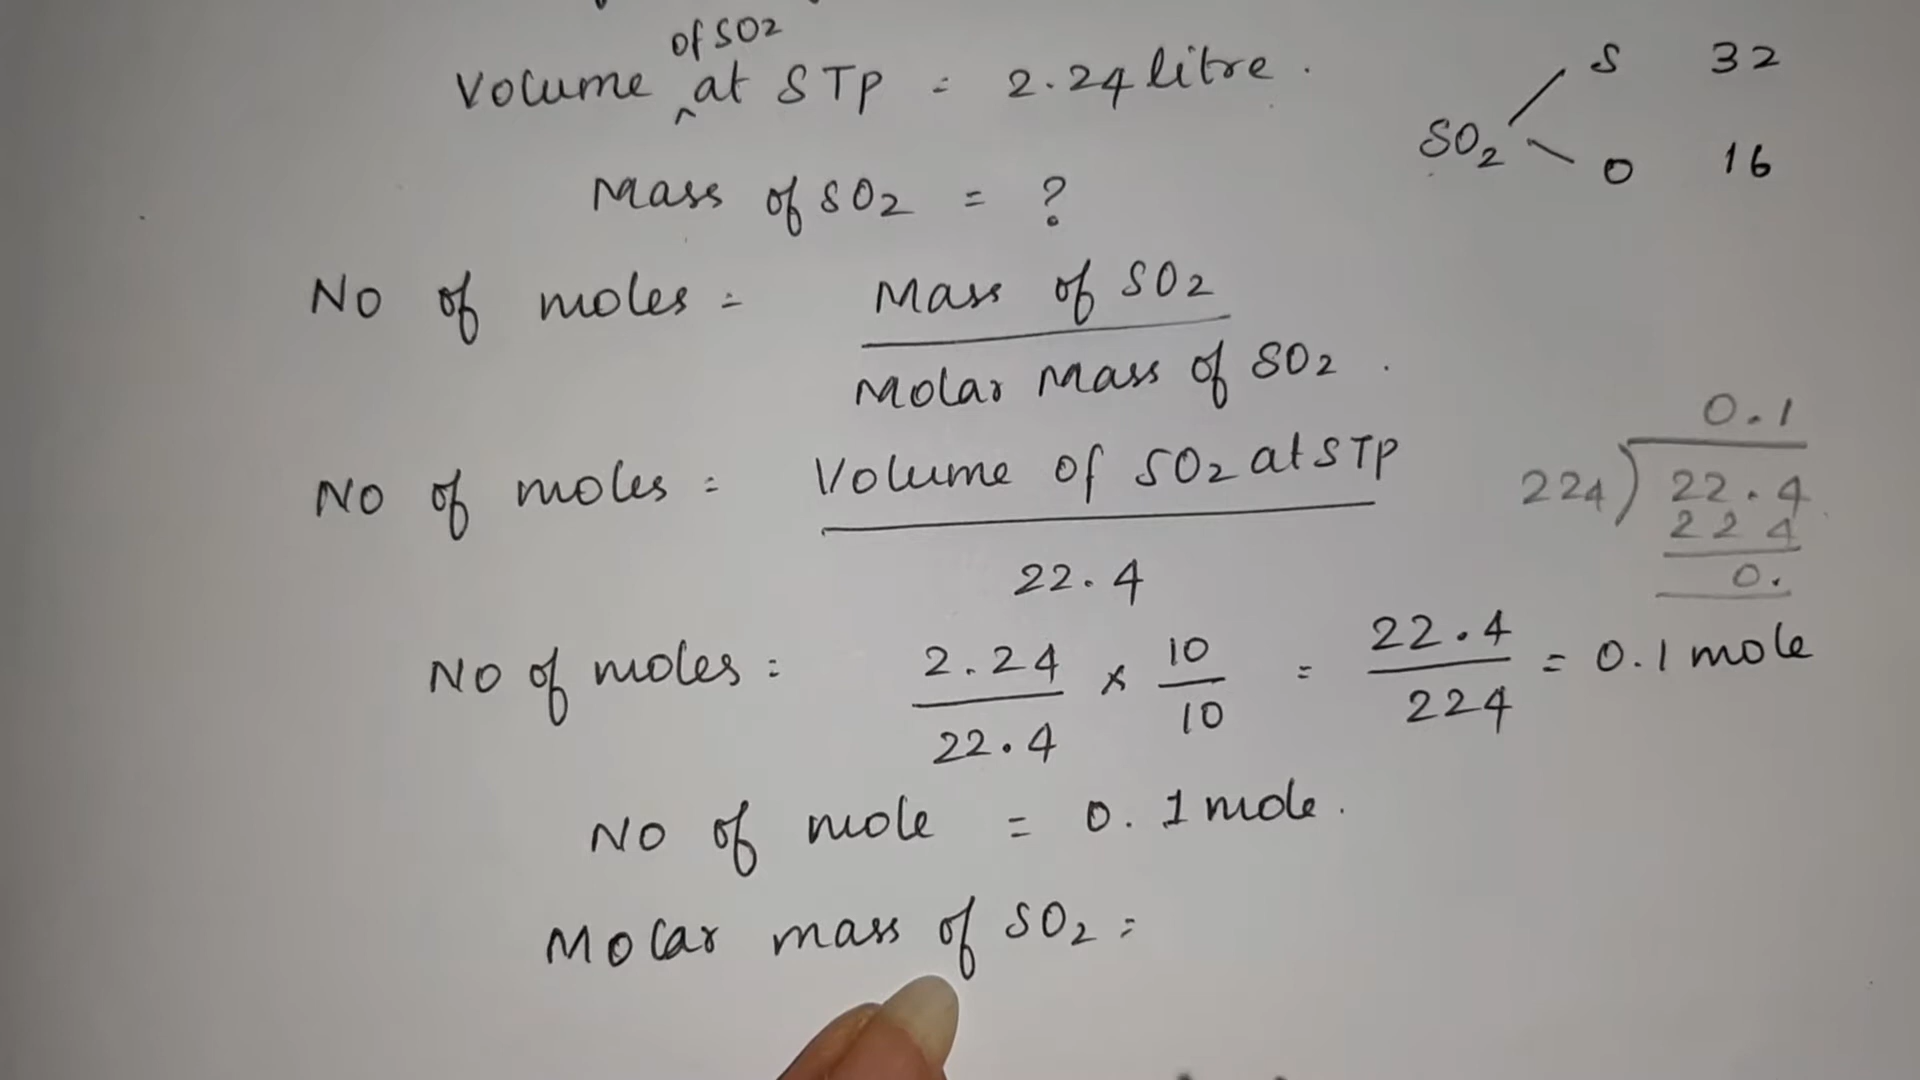 of SO2
Volume ^ at STP = 2.24 litre.
SO2 S 32
O 16
Mass of SO2 = ?
No of moles = Mass of SO2
Molar Mass of SO2.
No of moles = Volume of SO2 at STP
22.4
0.1
224) 22.4
224
0.
No of moles = 2.24 × 10 = 22.4 = 0.1 mole
22.4 10 224
No of mole = 0.1 mole.
Molar mass of SO2 =